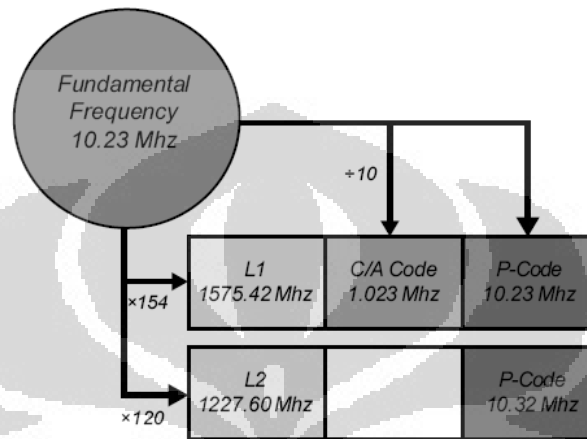 Fundamental
Frequency
10.23 Mhz
÷10
L1
1575.42 Mhz
C/A Code
1.023 Mhz
P-Code
10.23 Mhz
×154
L2
1227.60 Mhz
P-Code
10.32 Mhz
×120